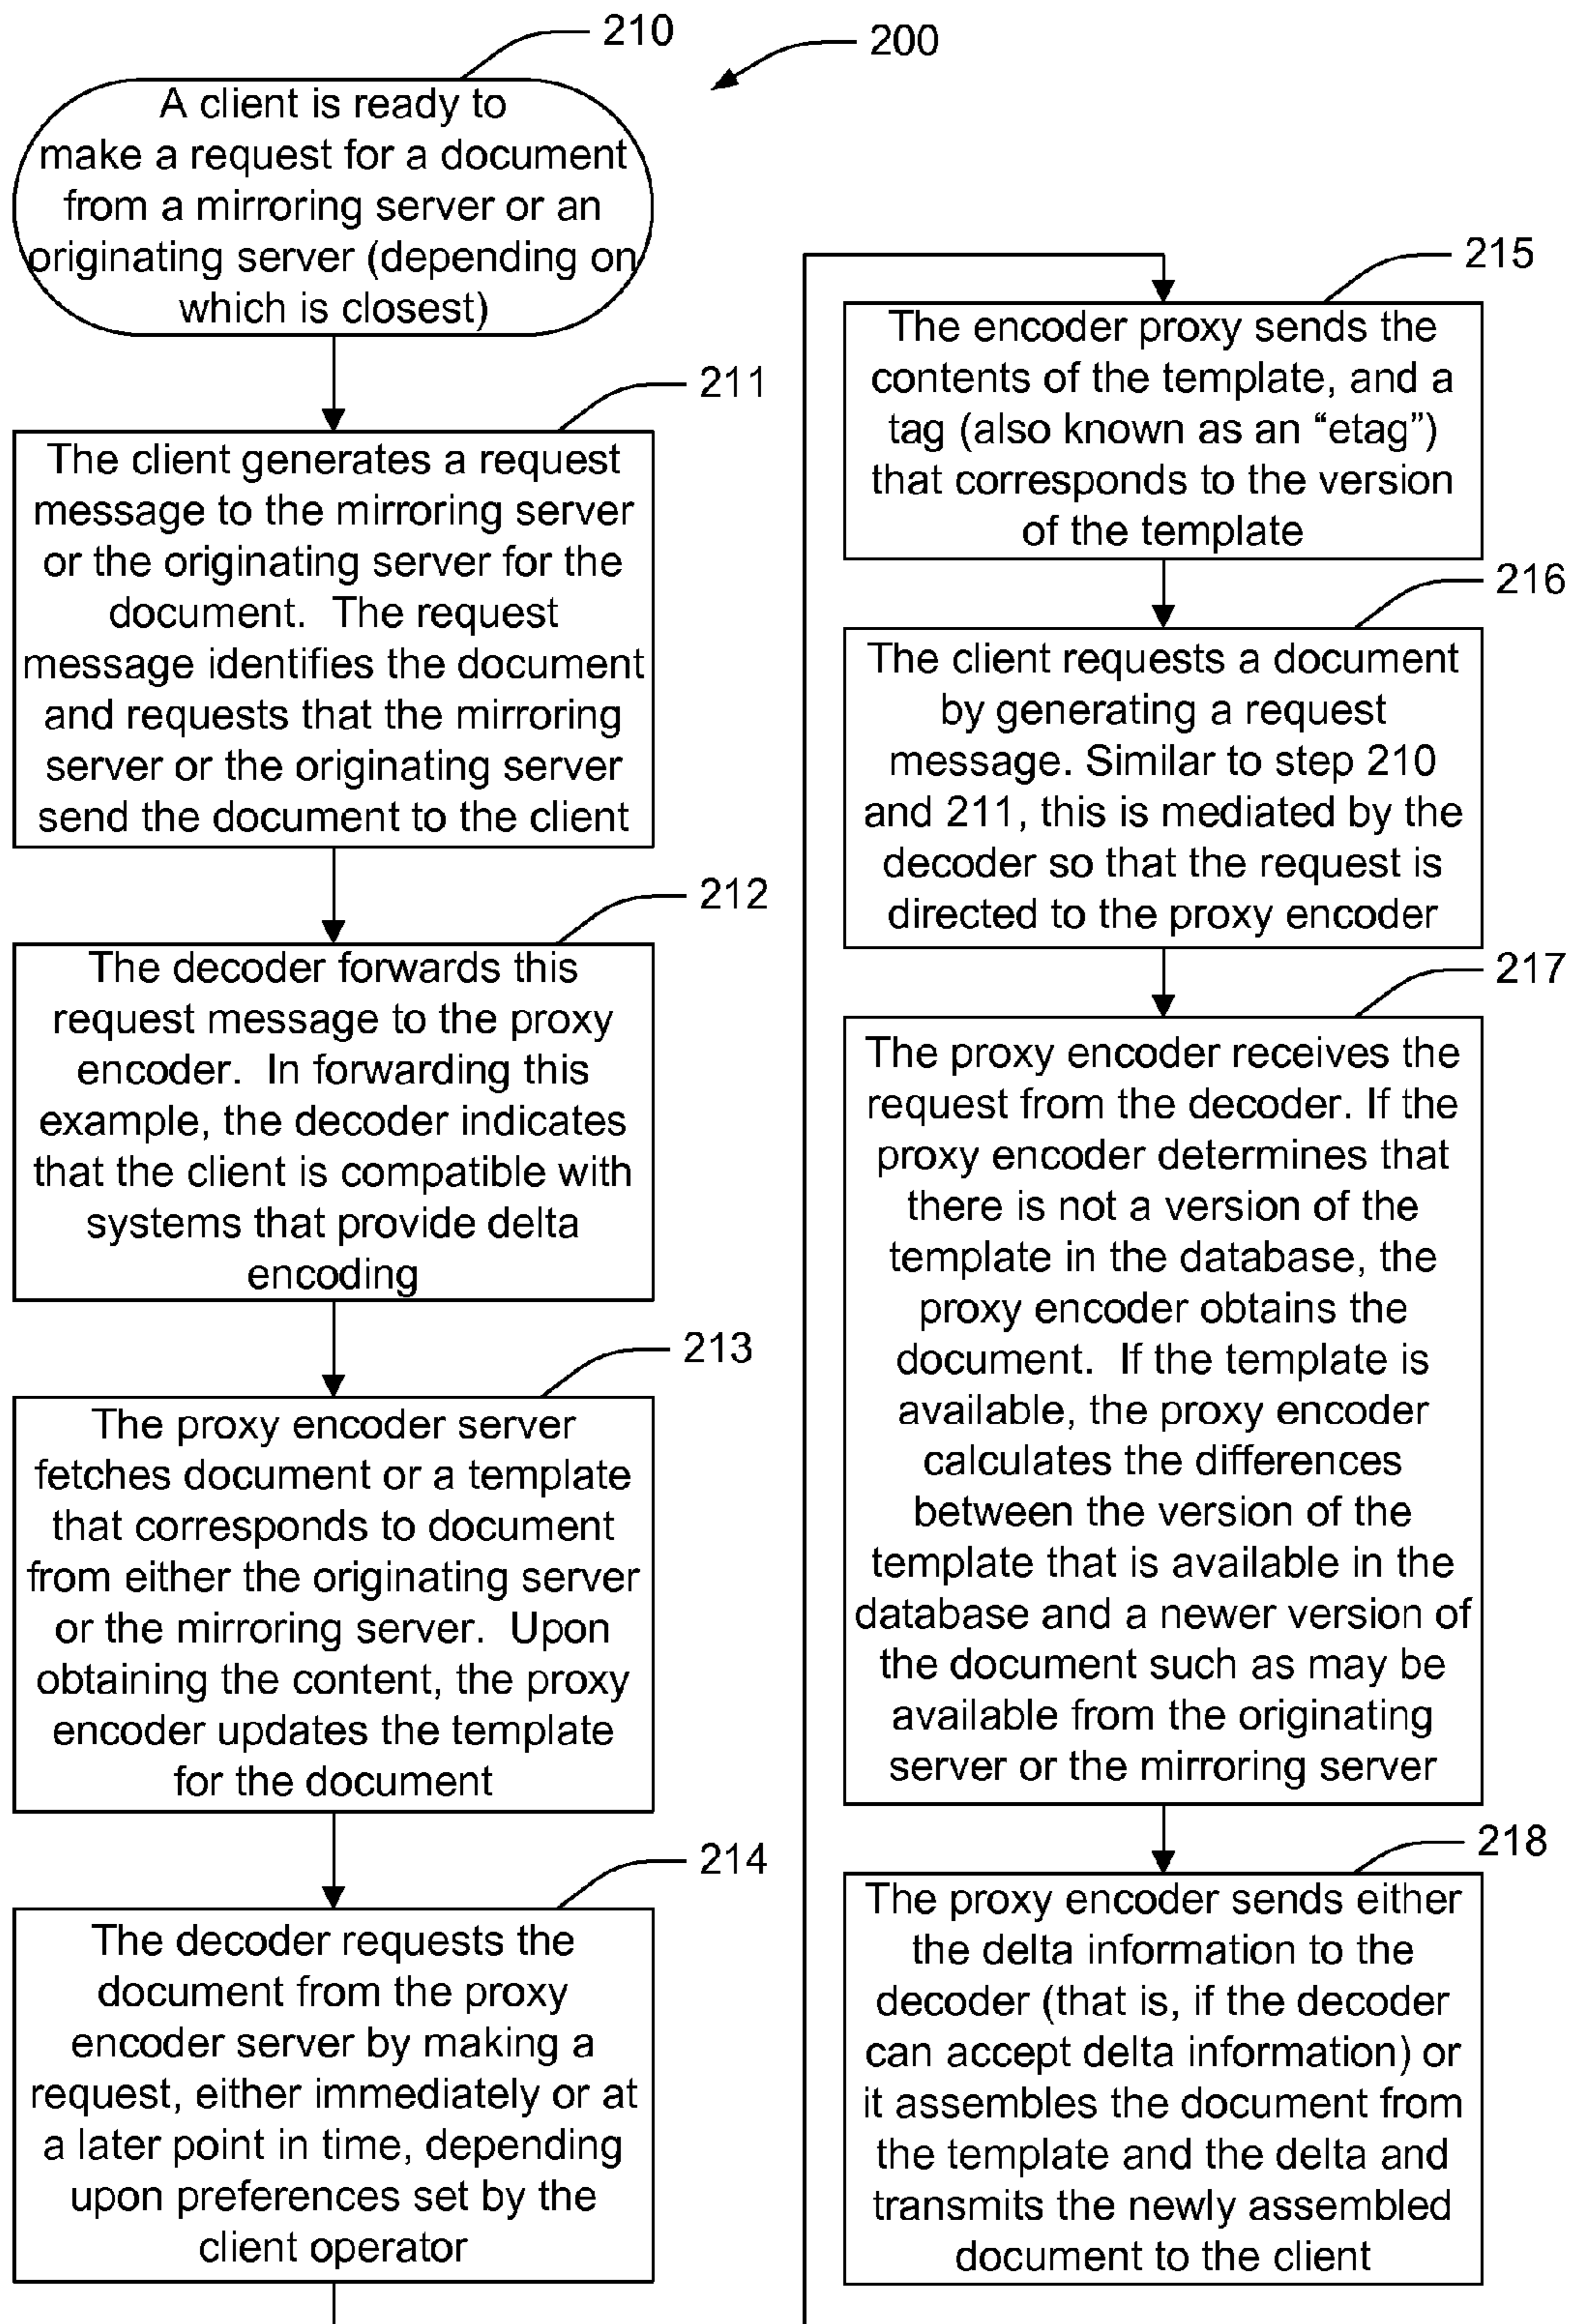 210
200
A client is ready to
make a request for a document
from a mirroring server or an
originating server (depending on
which is closest)
211
The client generates a request
message to the mirroring server
or the originating server for the
document.  The request
message identifies the document
and requests that the mirroring
server or the originating server
send the document to the client
212
The decoder forwards this
request message to the proxy
encoder.  In forwarding this
example, the decoder indicates
that the client is compatible with
systems that provide delta
encoding
213
The proxy encoder server
fetches document or a template
that corresponds to document
from either the originating server
or the mirroring server.  Upon
obtaining the content, the proxy
encoder updates the template
for the document
214
The decoder requests the
document from the proxy
encoder server by making a
request, either immediately or at
a later point in time, depending
upon preferences set by the
client operator
215
The encoder proxy sends the
contents of the template, and a
tag (also known as an “etag”)
that corresponds to the version
of the template
216
The client requests a document
by generating a request
message. Similar to step 210
and 211, this is mediated by the
decoder so that the request is
directed to the proxy encoder
217
The proxy encoder receives the
request from the decoder. If the
proxy encoder determines that
there is not a version of the
template in the database, the
proxy encoder obtains the
document.  If the template is
available, the proxy encoder
calculates the differences
between the version of the
template that is available in the
database and a newer version of
the document such as may be
available from the originating
server or the mirroring server
218
The proxy encoder sends either
the delta information to the
decoder (that is, if the decoder
can accept delta information) or
it assembles the document from
the template and the delta and
transmits the newly assembled
document to the client